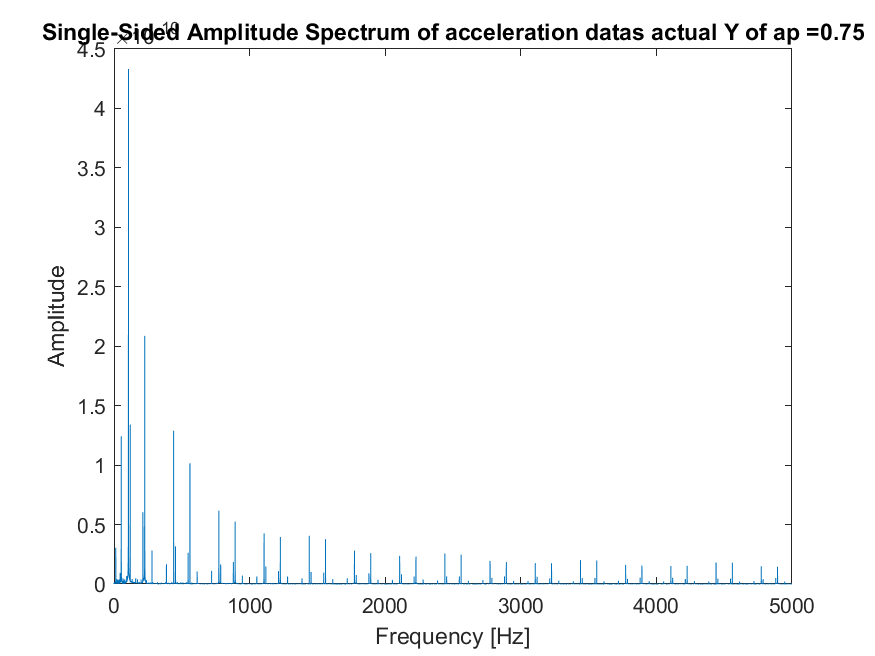 Single-Sided Amplitude Spectrum of acceleration datas actual Y of ap =0.75
4.5
4
3.5
3
2.5
2
1.5
1
0.5
0
Amplitude
0 1000 2000 3000 4000 5000
Frequency [Hz]